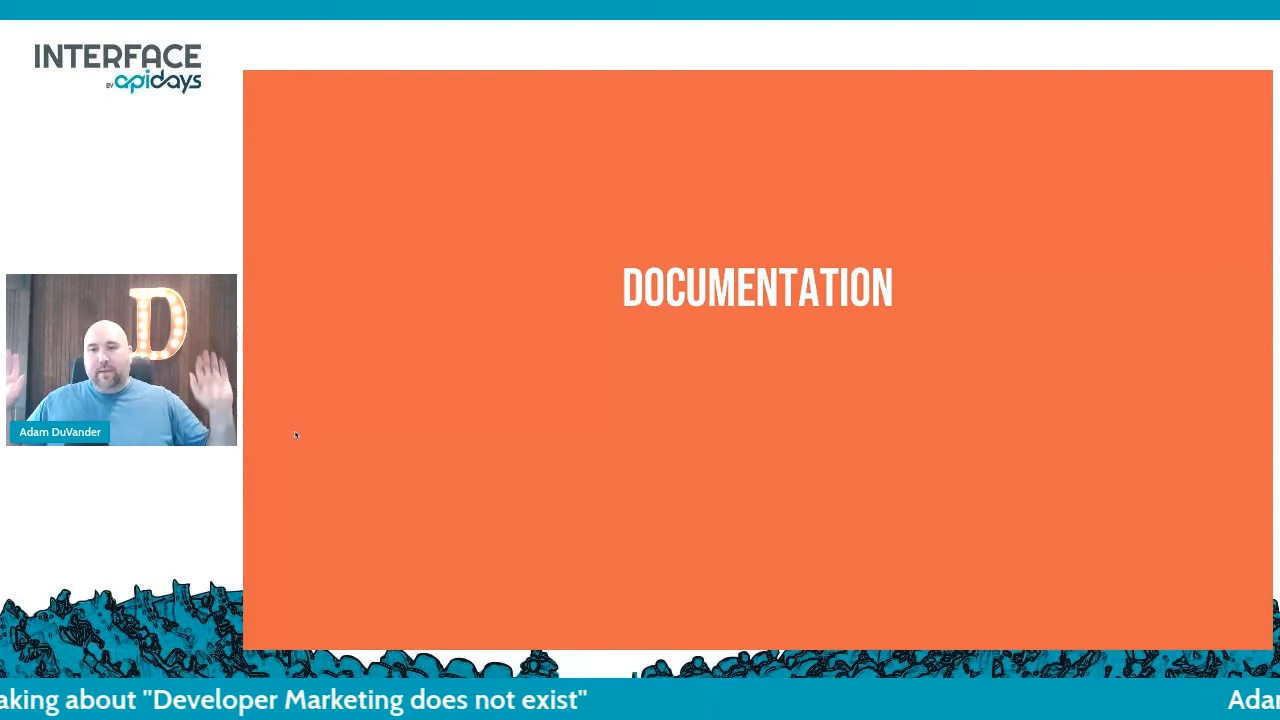 INTERFACE
BY apidays
DOCUMENTATION
D
Adam DuVander
aking about "Developer Marketing does not exist"
Adar